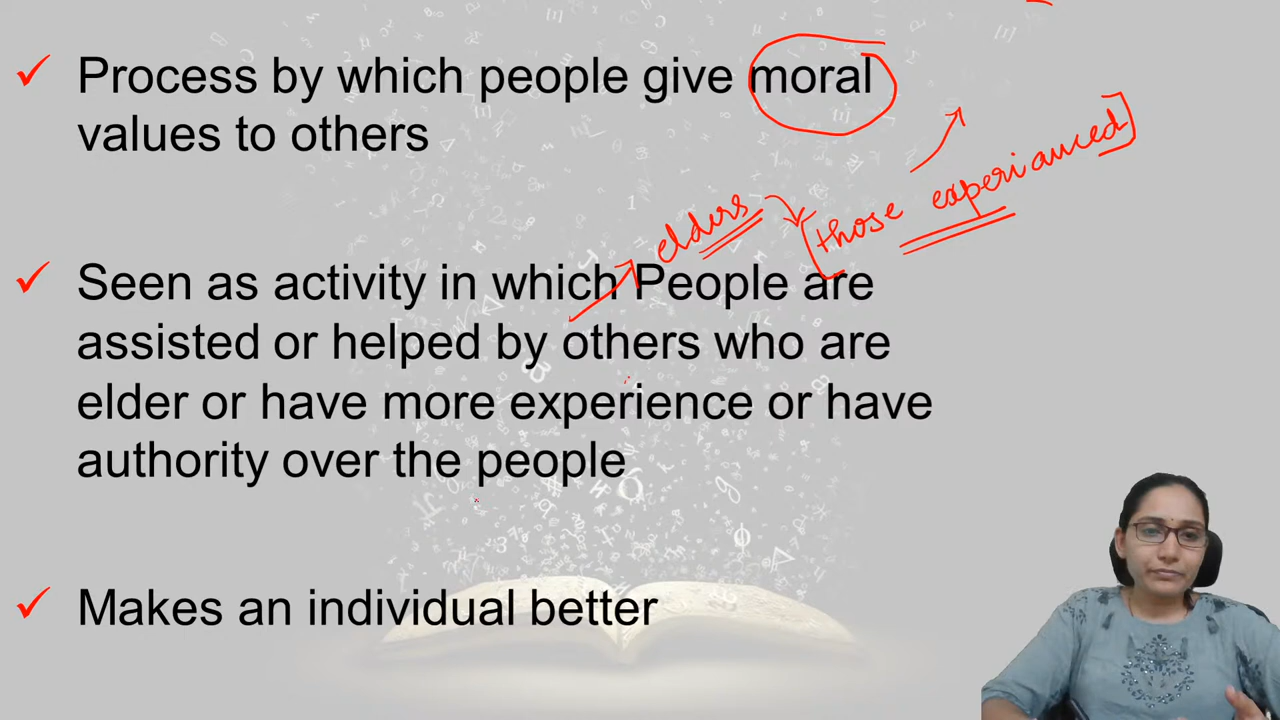 ✓ Process by which people give moral
values to others
elders
[those experianced]
✓ Seen as activity in which People are
assisted or helped by others who are
elder or have more experience or have
authority over the people
✓ Makes an individual better